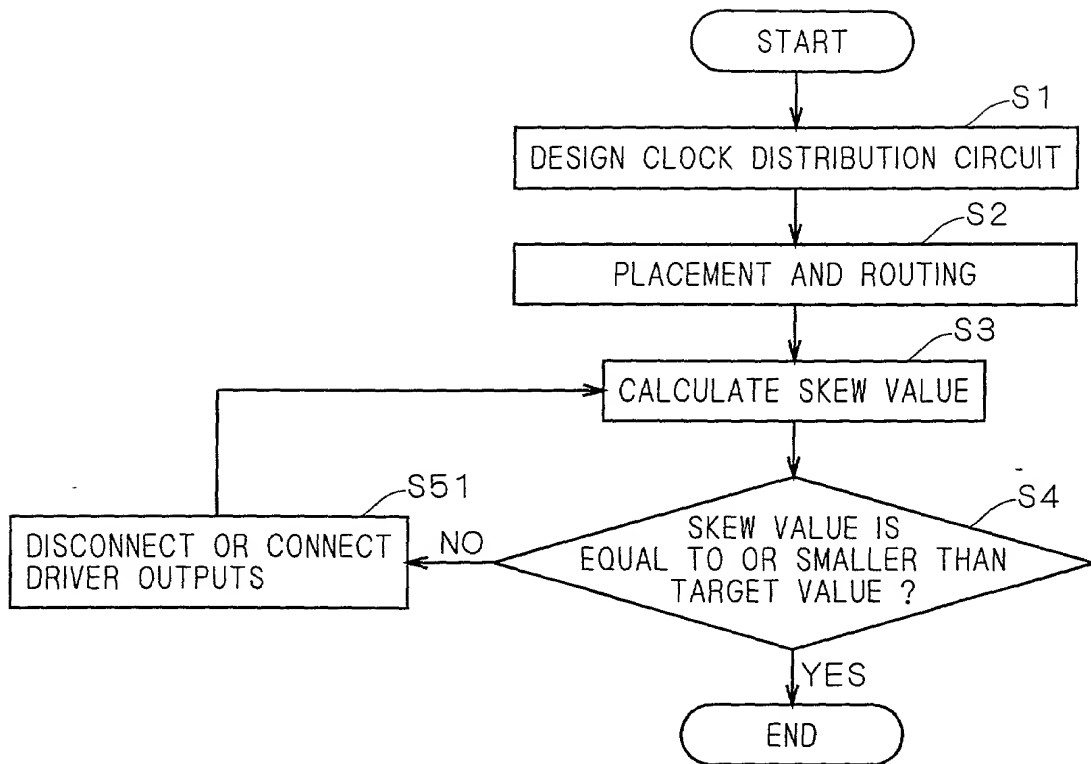 START
S1
DESIGN CLOCK DISTRIBUTION CIRCUIT
S2
PLACEMENT AND ROUTING
S3
CALCULATE SKEW VALUE
S4
SKEW VALUE IS
EQUAL TO OR SMALLER THAN
TARGET VALUE ?
NO
S51
DISCONNECT OR CONNECT
DRIVER OUTPUTS
YES
END